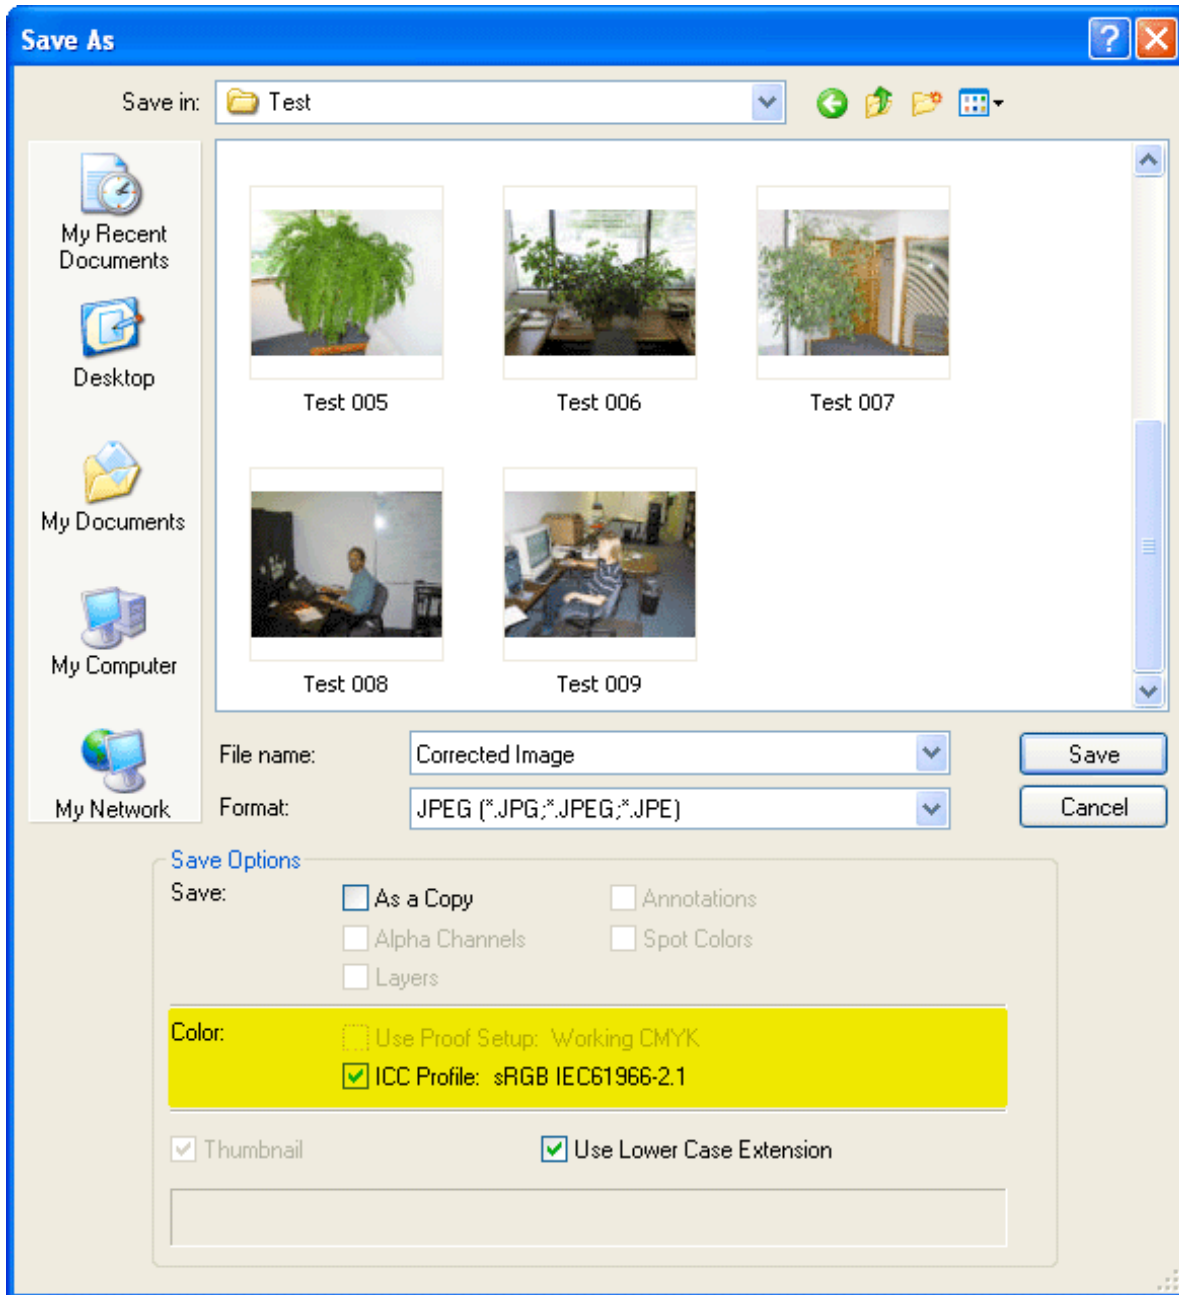 Save As
Save in: Test
My Recent
Documents
Desktop
My Documents
My Computer
My Network
Test 005 Test 006 Test 007
Test 008 Test 009
File name: Corrected Image Save
Format: JPEG (*.JPG;*.JPEG;*.JPE) Cancel
Save Options
Save: As a Copy Annotations
Alpha Channels Spot Colors
Layers
Color: Use Proof Setup: Working CMYK
ICC Profile: sRGB IEC61966-2.1
Thumbnail Use Lower Case Extension